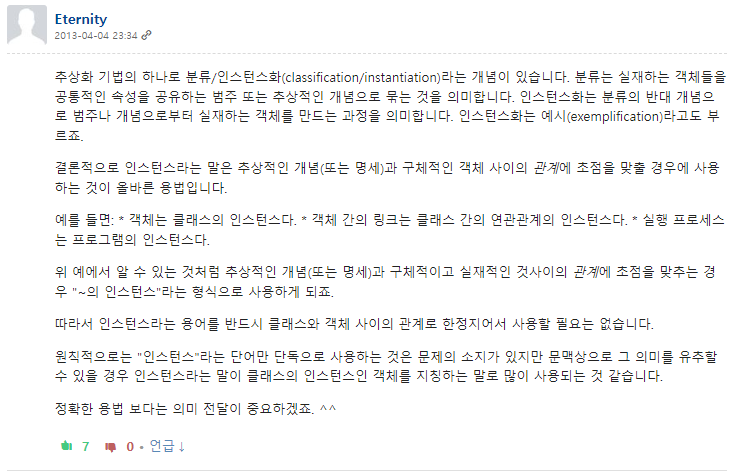 Eternity
2013-04-04 23:34
추상화 기법의 하나로 분류/인스턴스화(classification/instantiation)라는 개념이 있습니다. 분류는 실재하는 객체들을
공통적인 속성을 공유하는 범주 또는 추상적인 개념으로 묶는 것을 의미합니다. 인스턴스화는 분류의 반대 개념으
로 범주나 개념으로부터 실재하는 객체를 만드는 과정을 의미합니다. 인스턴스화는 예시(exemplification)라고도 부
르죠.
결론적으로 인스턴스라는 말은 추상적인 개념(또는 명세)과 구체적인 객체 사이의 관계에 초점을 맞출 경우에 사용
하는 것이 올바른 용법입니다.
예를 들면: * 객체는 클래스의 인스턴스다. * 객체 간의 링크는 클래스 간의 연관관계의 인스턴스다. * 실행 프로세스
는 프로그램의 인스턴스다.
위 예에서 알 수 있는 것처럼 추상적인 개념(또는 명세)과 구체적이고 실재적인 것사이의 관계에 초점을 맞추는 경
우 "~의 인스턴스"라는 형식으로 사용하게 되죠.
따라서 인스턴스라는 용어를 반드시 클래스와 객체 사이의 관계로 한정지어서 사용할 필요는 없습니다.
원칙적으로는 "인스턴스"라는 단어만 단독으로 사용하는 것은 문제의 소지가 있지만 문맥상으로 그 의미를 유추할
수 있을 경우 인스턴스라는 말이 클래스의 인스턴스인 객체를 지칭하는 말로 많이 사용되는 것 같습니다.
정확한 용법 보다는 의미 전달이 중요하겠죠. ^^
7 0 • 언급↓